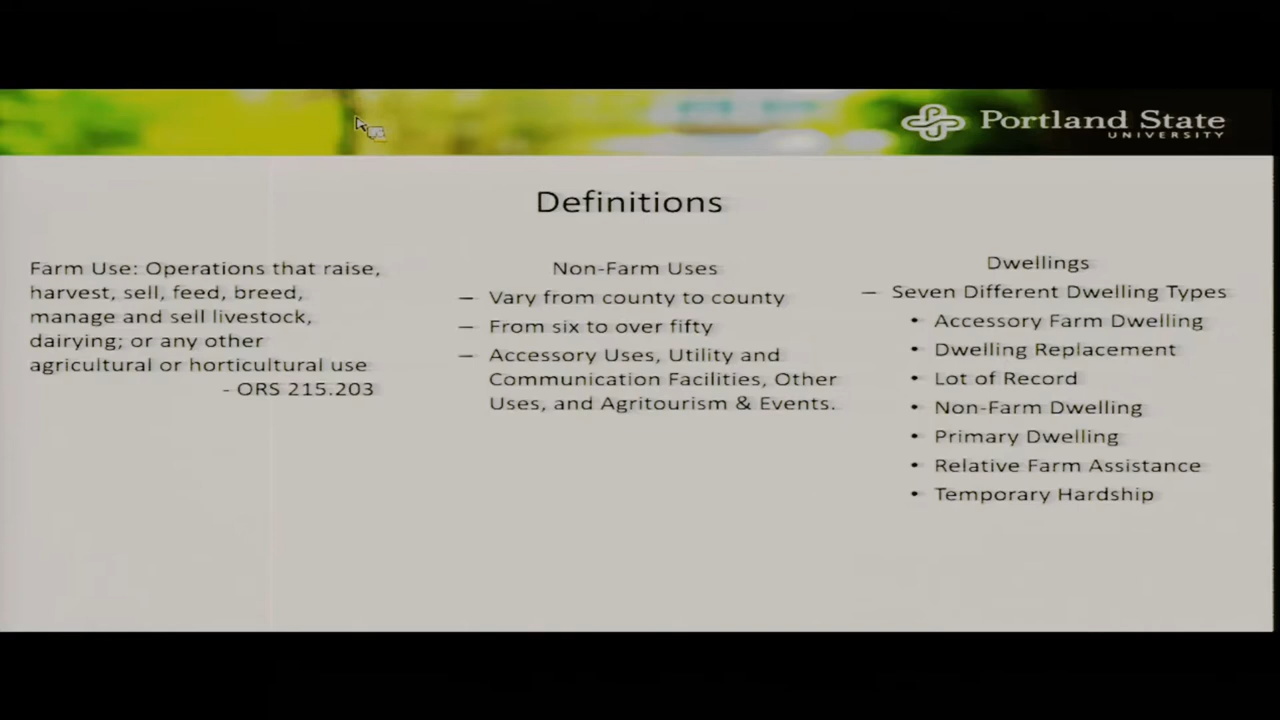 Portland State
UNIVERSITY
Definitions
Farm Use: Operations that raise,
harvest, sell, feed, breed,
manage and sell livestock,
dairying; or any other
agricultural or horticultural use
- ORS 215.203
Non-Farm Uses
– Vary from county to county
– From six to over fifty
– Accessory Uses, Utility and
Communication Facilities, Other
Uses, and Agritourism & Events.
Dwellings
– Seven Different Dwelling Types
• Accessory Farm Dwelling
• Dwelling Replacement
• Lot of Record
• Non-Farm Dwelling
• Primary Dwelling
• Relative Farm Assistance
• Temporary Hardship